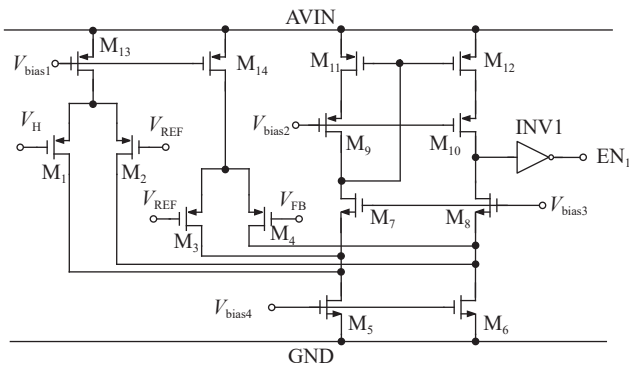 AVIN
M13
M14
M11
M12
Vbias1
VH
VREF
Vbias2
INV1
EN1
M9
M10
M1
M2
VREF
VFB
M7
M8
Vbias3
M3
M4
Vbias4
M5
M6
GND